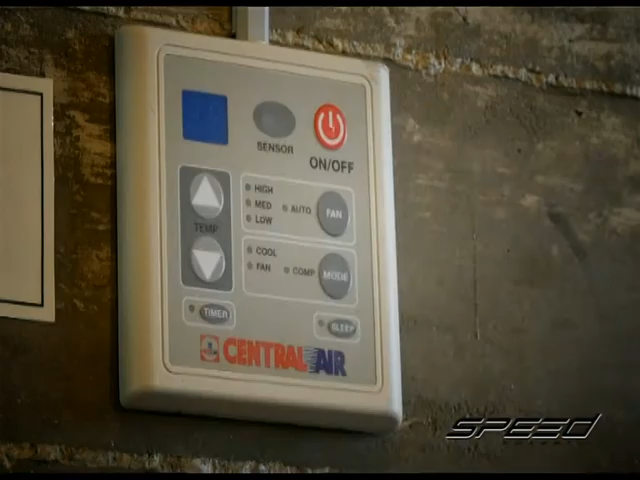 SENSOR
ON/OFF
TEMP
HIGH
MED
LOW
AUTO
FAN
COOL
FAN
COMP
MODE
TIMER
SLEEP
CENTRAL AIR
SPEED